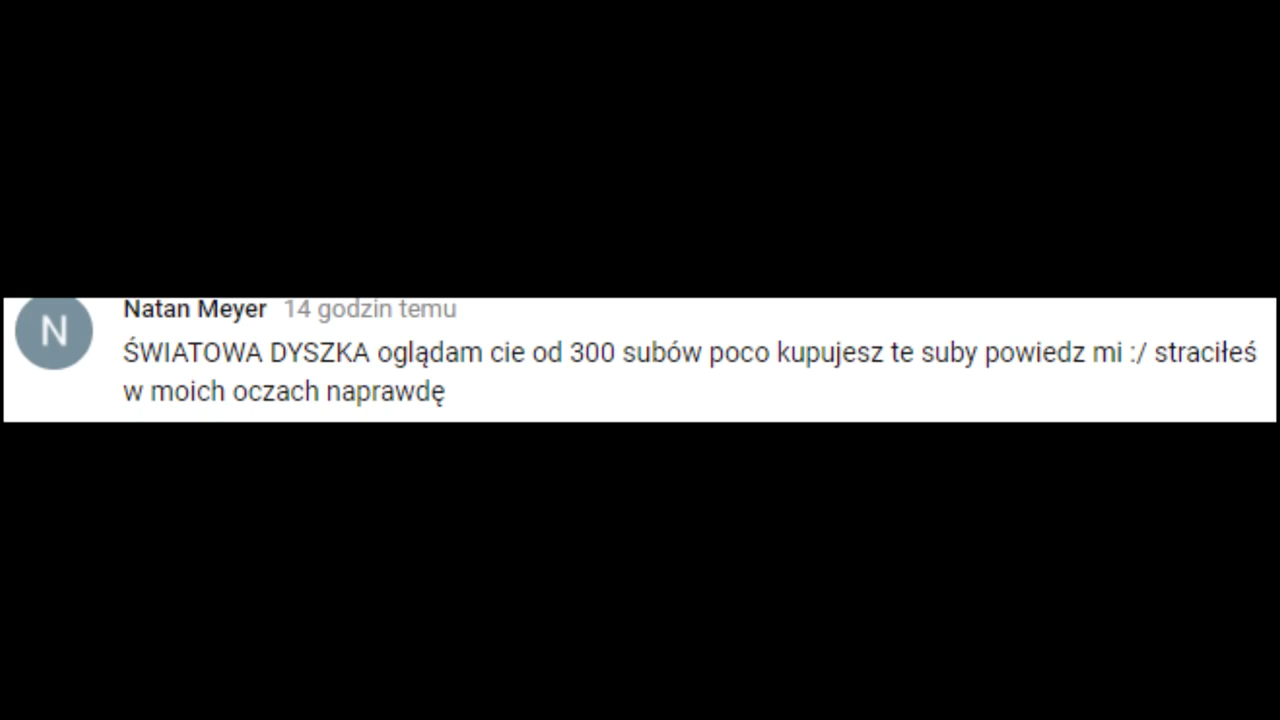 N
Natan Meyer 14 godzin temu
ŚWIATOWA DYSZKA oglądam cie od 300 subów poco kupujesz te suby powiedz mi :/ straciłeś
w moich oczach naprawdę